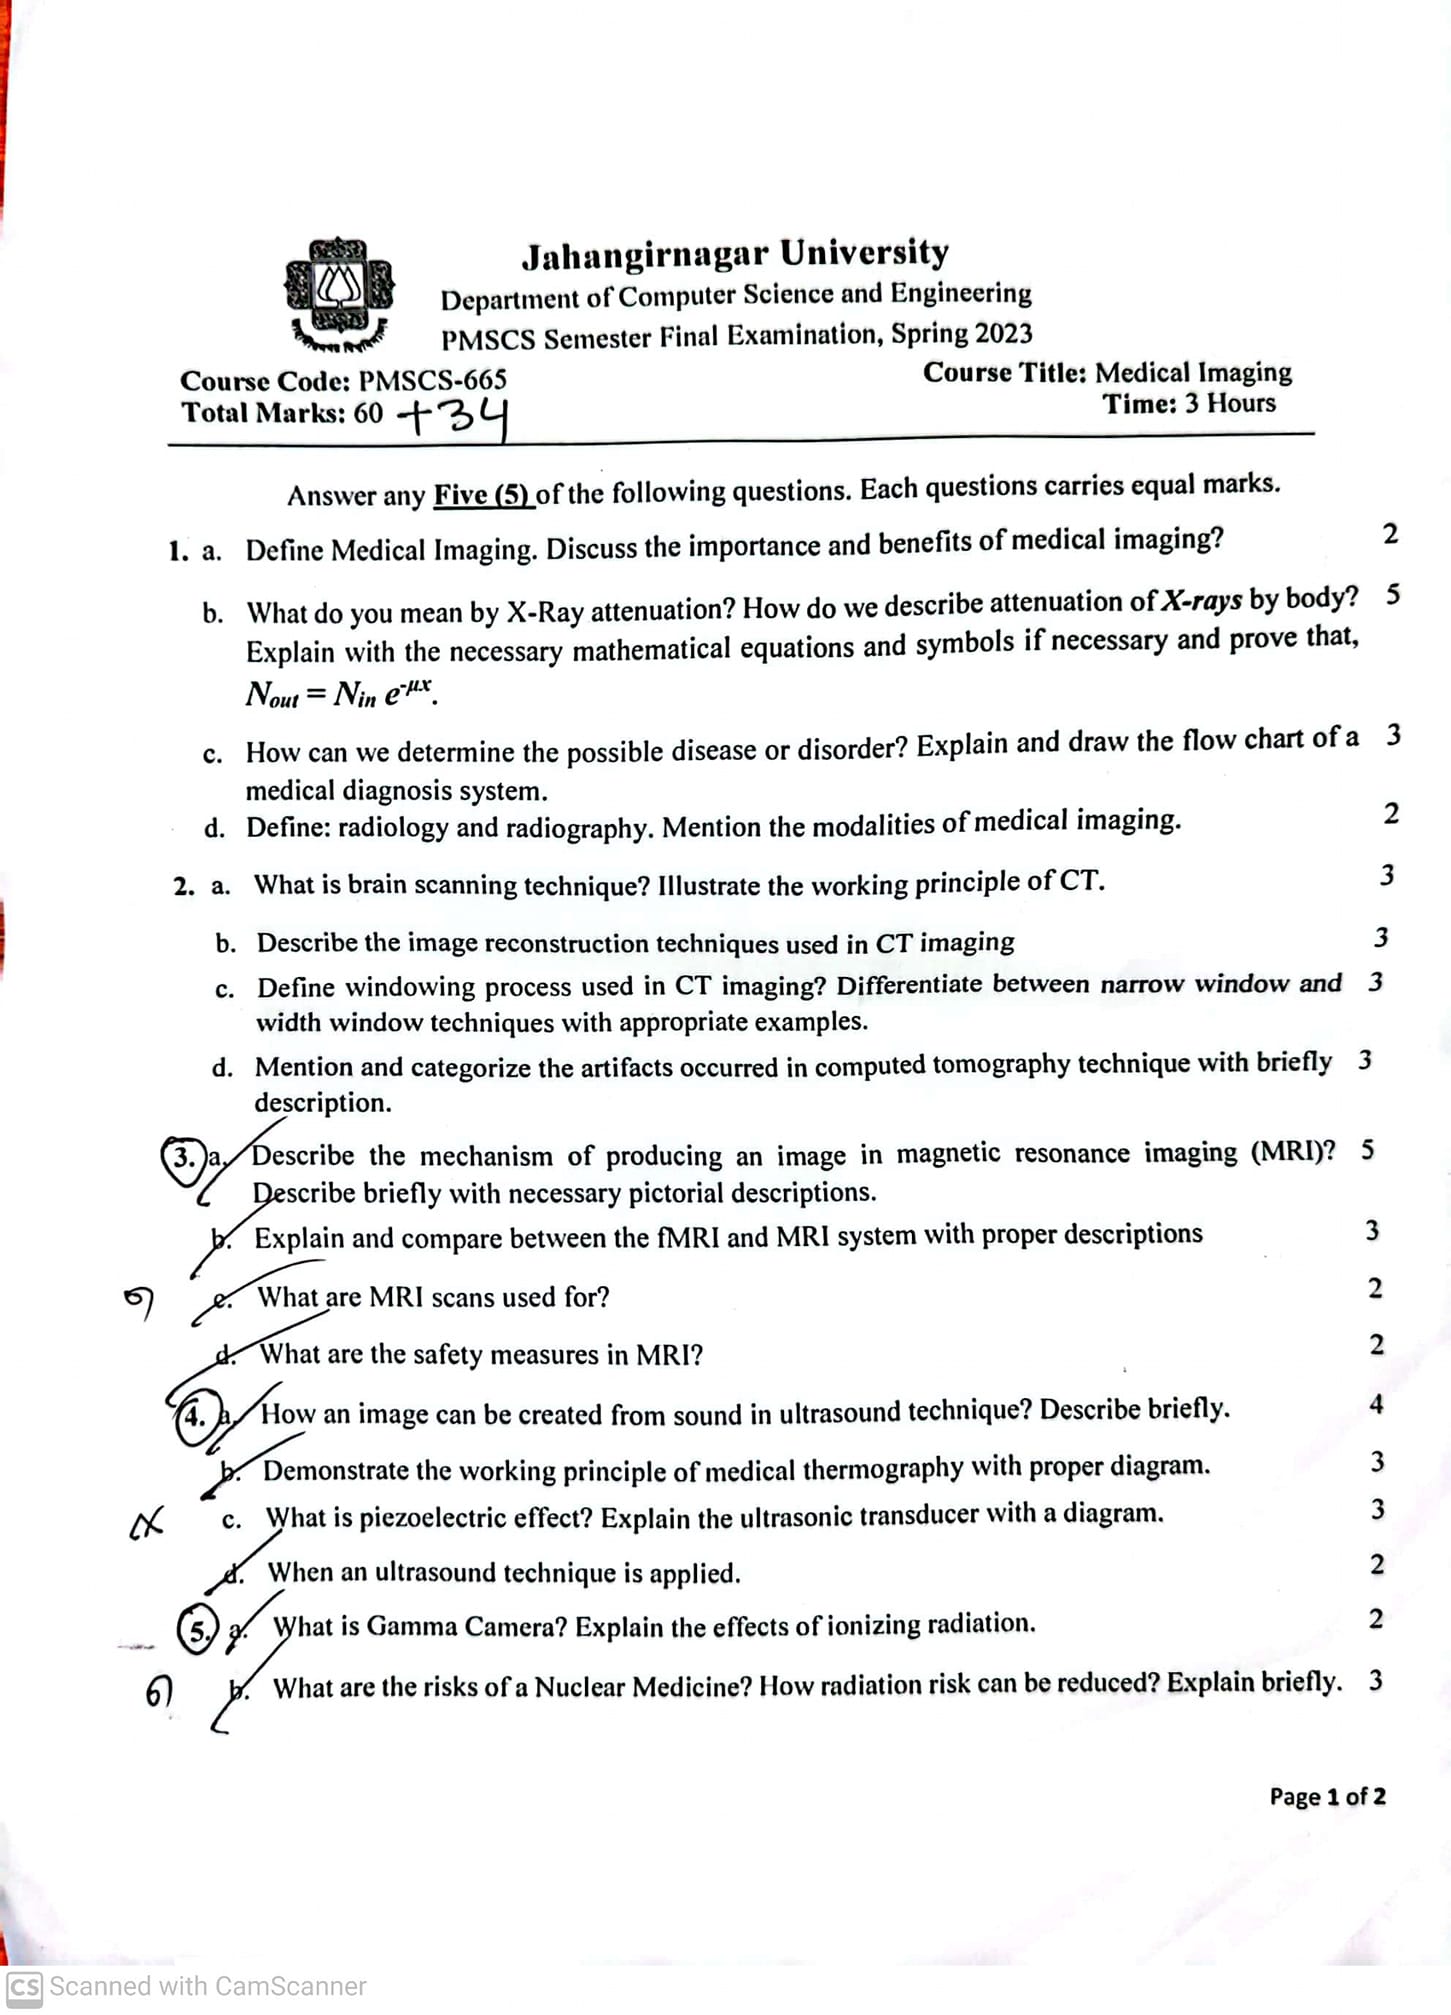 Jahangirnagar University
Department of Computer Science and Engineering
PMSCS Semester Final Examination, Spring 2023
Course Code: PMSCS-665
Course Title: Medical Imaging
Total Marks: 60 +34
Time: 3 Hours
Answer any Five (5) of the following questions. Each questions carries equal marks.
1. a. Define Medical Imaging. Discuss the importance and benefits of medical imaging? 2
b. What do you mean by X-Ray attenuation? How do we describe attenuation of X-rays by body? 5
Explain with the necessary mathematical equations and symbols if necessary and prove that,
Nout = Nin e-μx.
c. How can we determine the possible disease or disorder? Explain and draw the flow chart of a 3
medical diagnosis system.
d. Define: radiology and radiography. Mention the modalities of medical imaging. 2
2. a. What is brain scanning technique? Illustrate the working principle of CT. 3
b. Describe the image reconstruction techniques used in CT imaging 3
c. Define windowing process used in CT imaging? Differentiate between narrow window and 3
width window techniques with appropriate examples.
d. Mention and categorize the artifacts occurred in computed tomography technique with briefly 3
description.
3. a. Describe the mechanism of producing an image in magnetic resonance imaging (MRI)? 5
Describe briefly with necessary pictorial descriptions.
b. Explain and compare between the fMRI and MRI system with proper descriptions 3
c. What are MRI scans used for? 2
d. What are the safety measures in MRI? 2
4. a. How an image can be created from sound in ultrasound technique? Describe briefly. 4
b. Demonstrate the working principle of medical thermography with proper diagram. 3
c. What is piezoelectric effect? Explain the ultrasonic transducer with a diagram. 3
d. When an ultrasound technique is applied. 2
5. a. What is Gamma Camera? Explain the effects of ionizing radiation. 2
b. What are the risks of a Nuclear Medicine? How radiation risk can be reduced? Explain briefly. 3
Page 1 of 2
CS Scanned with CamScanner